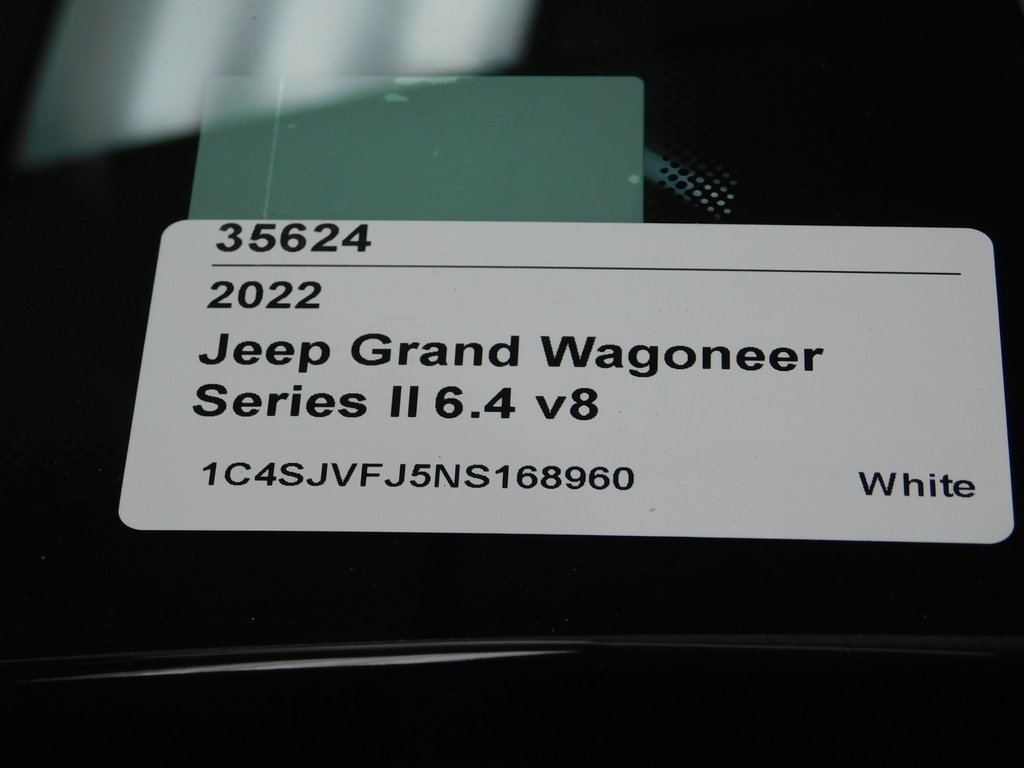 35624
2022
Jeep Grand Wagoneer
Series II 6.4 v8
1C4SJVFJ5NS168960 White